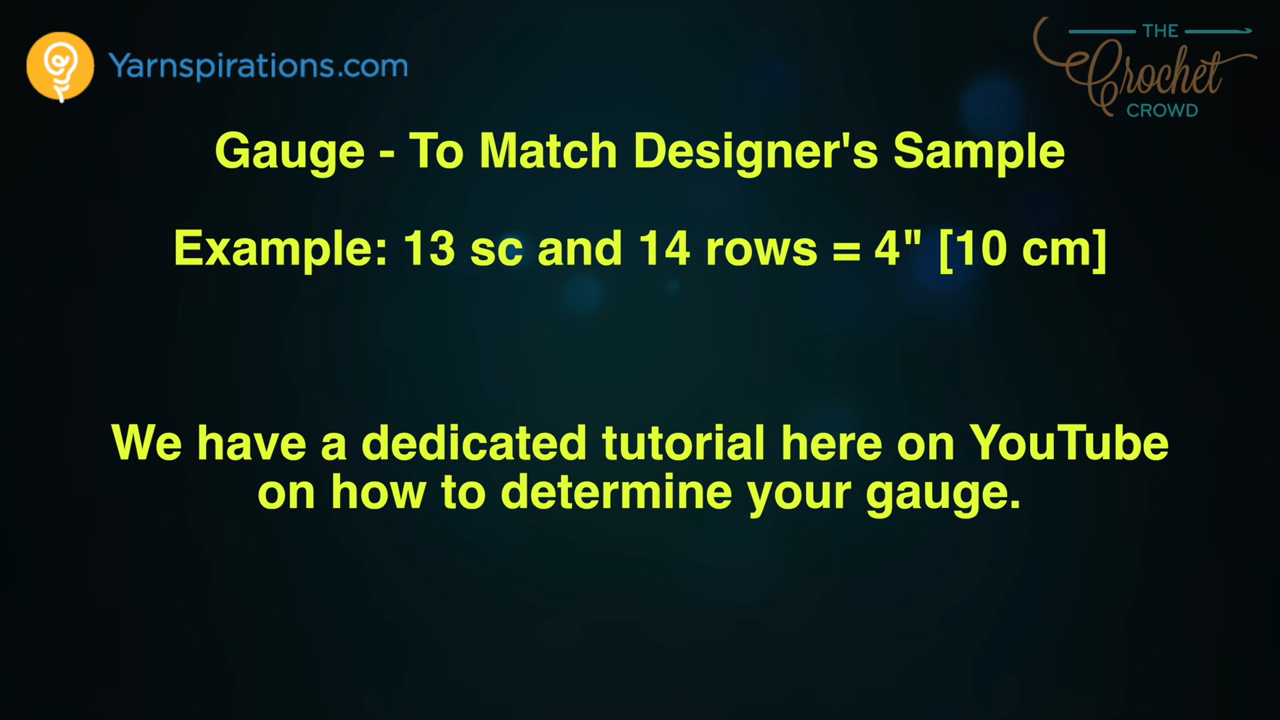 Yarnspirations.com
THE
Crochet
CROWD
Gauge - To Match Designer's Sample
Example: 13 sc and 14 rows = 4" [10 cm]
We have a dedicated tutorial here on YouTube
on how to determine your gauge.